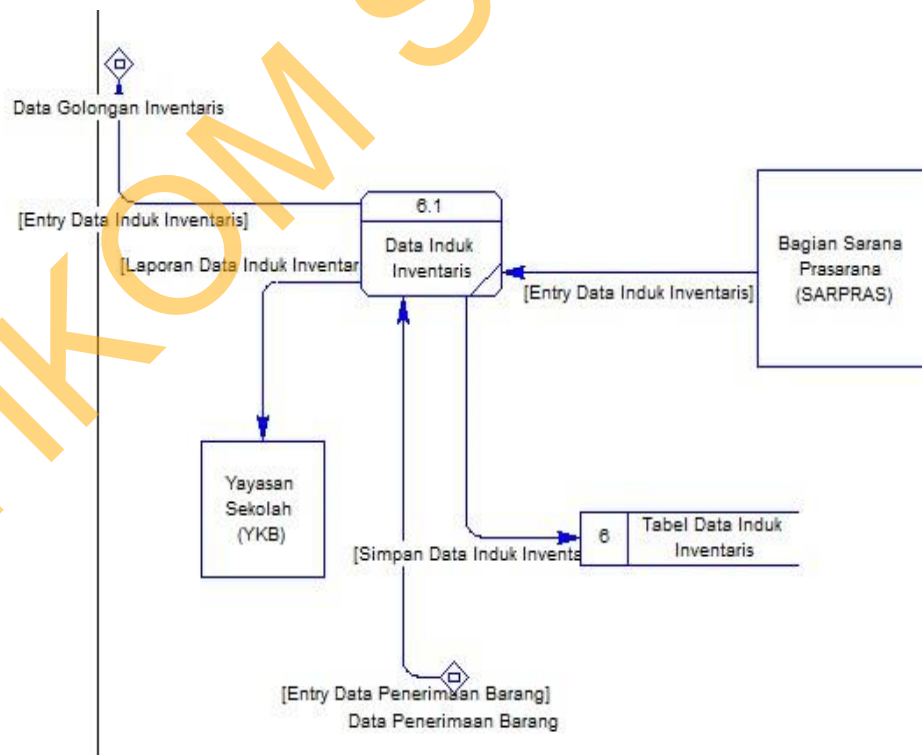 Data Golongan Inventaris
[Entry Data Induk Inventaris]
6.1
Data Induk
Inventaris
[Laporan Data Induk Inventar
[Entry Data Induk Inventaris]
Bagian Sarana
Prasarana
(SARPRAS)
Yayasan
Sekolah
(YKB)
[Simpan Data Induk Inventa
6
Tabel Data Induk
Inventaris
[Entry Data Penerimaan Barang]
Data Penerimaan Barang
IKOM S